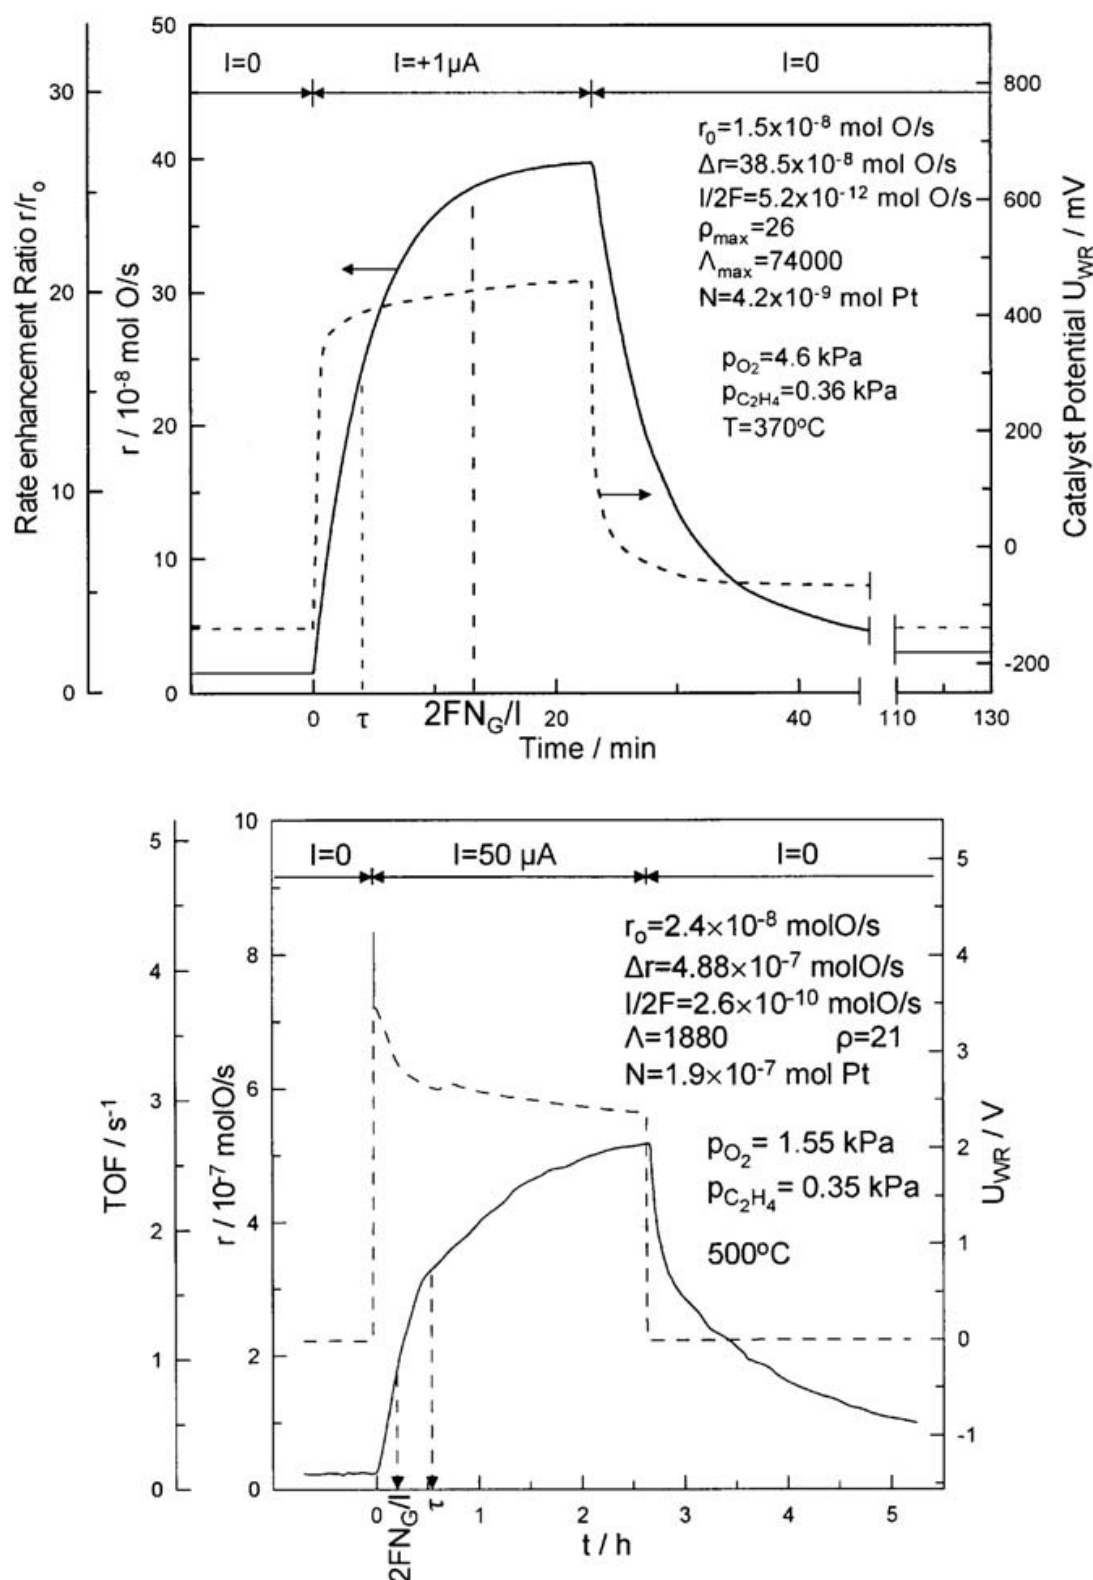 50
I=0
I=+1µA
I=0
30
800
r₀=1.5x10⁻⁸ mol O/s
Δr=38.5x10⁻⁸ mol O/s
I/2F=5.2x10⁻¹² mol O/s
ρmax=26
Λmax=74000
N=4.2x10⁻⁹ mol Pt
pO₂=4.6 kPa
pC₂H₄=0.36 kPa
T=370°C
40
600
20
30
400
20
200
10
10
0
0
0
-200
Rate enhancement Ratio r/rₒ
r / 10⁻⁸ mol O/s
Catalyst Potential U_WR / mV
0
τ
2FN_G/I
20
40
110
130
Time / min
10
I=0
I=50 µA
I=0
5
5
rₒ=2.4×10⁻⁸ molO/s
Δr=4.88×10⁻⁷ molO/s
I/2F=2.6×10⁻¹⁰ molO/s
Λ=1880 ρ=21
N=1.9×10⁻⁷ mol Pt
pO₂= 1.55 kPa
pC₂H₄= 0.35 kPa
500°C
8
4
4
6
3
3
4
2
2
2
1
1
0
0
0
-1
TOF / s⁻¹
r / 10⁻⁷ molO/s
U_WR / V
0
2FN_G/I
τ
1
2
3
4
5
t / h